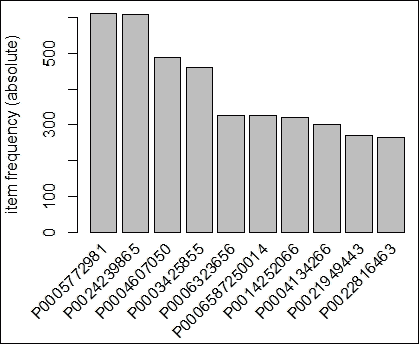 item frequency (absolute)
500
300
100
0
P0005772981
P0024239865
P0004607050
P0003425855
P0006323656
P0006587250014
P0014252066
P0004134266
P0021949443
P0022816463